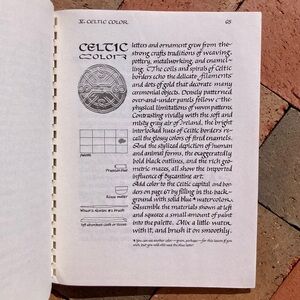 X: CELTIC COLOR
65
CELTIC
COLOR
letters and ornament grew from the
strong crafts traditions of weaving,
pottery, metalworking, and enamel-
ling. The coils and spirals of Celtic
borders echo the delicate filaments
and dots of gold that decorate many
ceremonial objects. Densely patterned
over-and-under panels follow the
physical limitations of woven patterns.
Contrasting vividly with the soft and
misty gray air of Ireland, the bright
interlocked hues of Celtic borders re-
call the glossy colors of fired enamels.
And the stylized depiction of human
and animal forms, the exaggeratedly
bold black outlines, and the rich geo-
metric mazes, all show the imported
influence of Byzantine art.
Add color to the Celtic capital and bor-
ders on page 67 by filling in the back-
ground with solid blue* watercolor.
Assemble the materials shown at left
and squeeze a small amount of paint
into the palette. Mix a little water
with it, and brush it on smoothly.